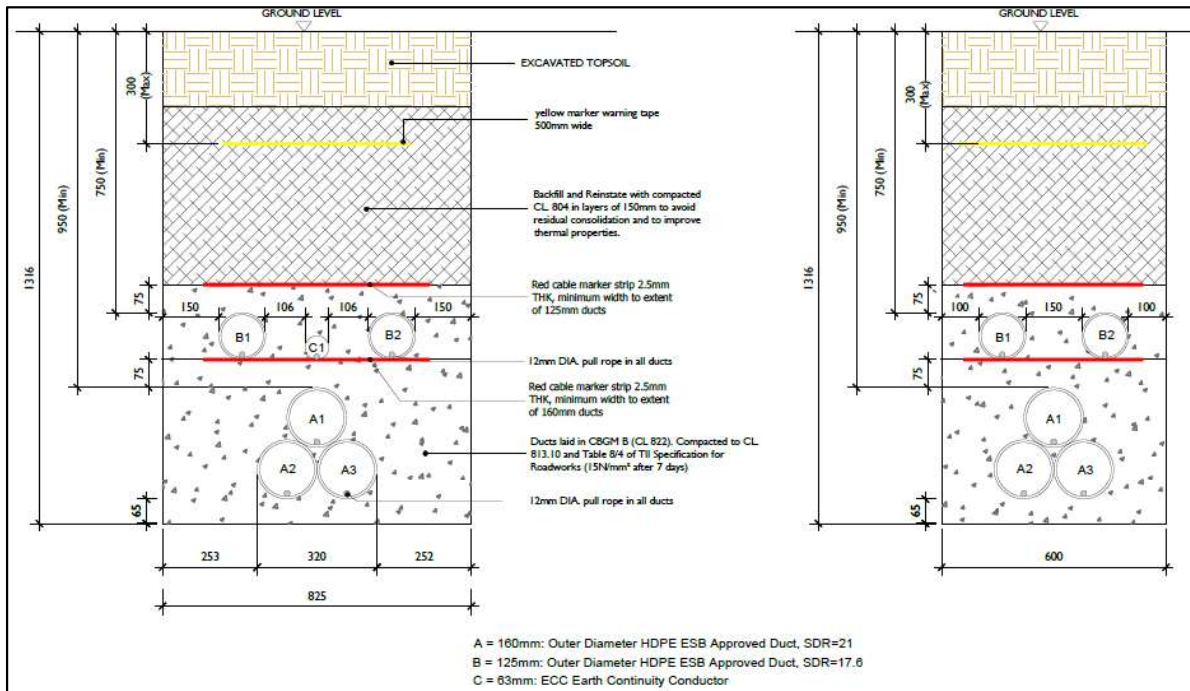 GROUND LEVEL
GROUND LEVEL
EXCAVATED TOPSOIL
300
(Max)
300
(Max)
yellow marker warning tape
500mm wide
750 (Min)
750 (Min)
950 (Min)
950 (Min)
1316
1316
Backfill and Reinstate with compacted
CL. 804 in layers of 150mm to avoid
residual consolidation and to improve
thermal properties.
Red cable marker strip 2.5mm
THK, minimum width to extent
of 125mm ducts
75
150
106
106
150
75
100
150
100
B1
C1
B2
B1
B2
12mm DIA. pull rope in all ducts
75
75
Red cable marker strip 2.5mm
THK, minimum width to extent
of 160mm ducts
A1
A1
Ducts laid in CBGM B (CL 822). Compacted to CL.
813.10 and Table 8/4 of TII Specification for
Roadworks (15N/mm² after 7 days)
A2
A3
A2
A3
12mm DIA. pull rope in all ducts
65
65
253
320
252
600
825
A = 160mm: Outer Diameter HDPE ESB Approved Duct, SDR=21
B = 125mm: Outer Diameter HDPE ESB Approved Duct, SDR=17.6
C = 63mm: ECC Earth Continuity Conductor